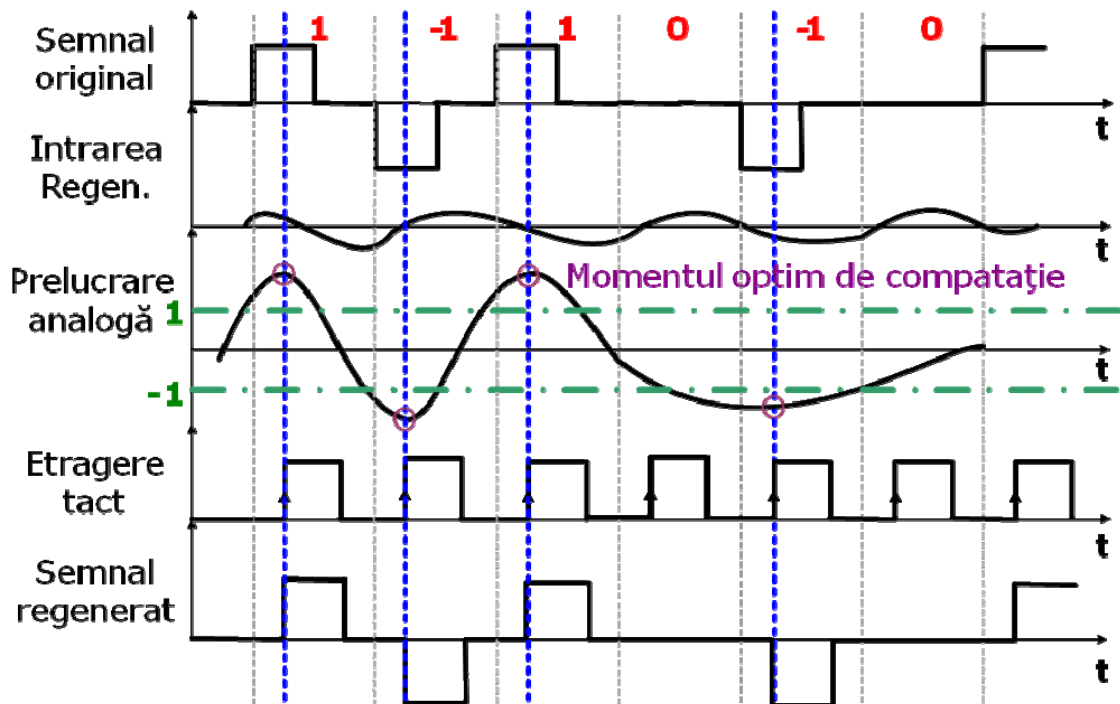 1 -1 1 0 -1 0
Semnal
original
t
Intrarea
Regen.
t
Prelucrare
analogă
Momentul optim de compatație
1
t
-1
Etragere
tact
t
Semnal
regenerat
t